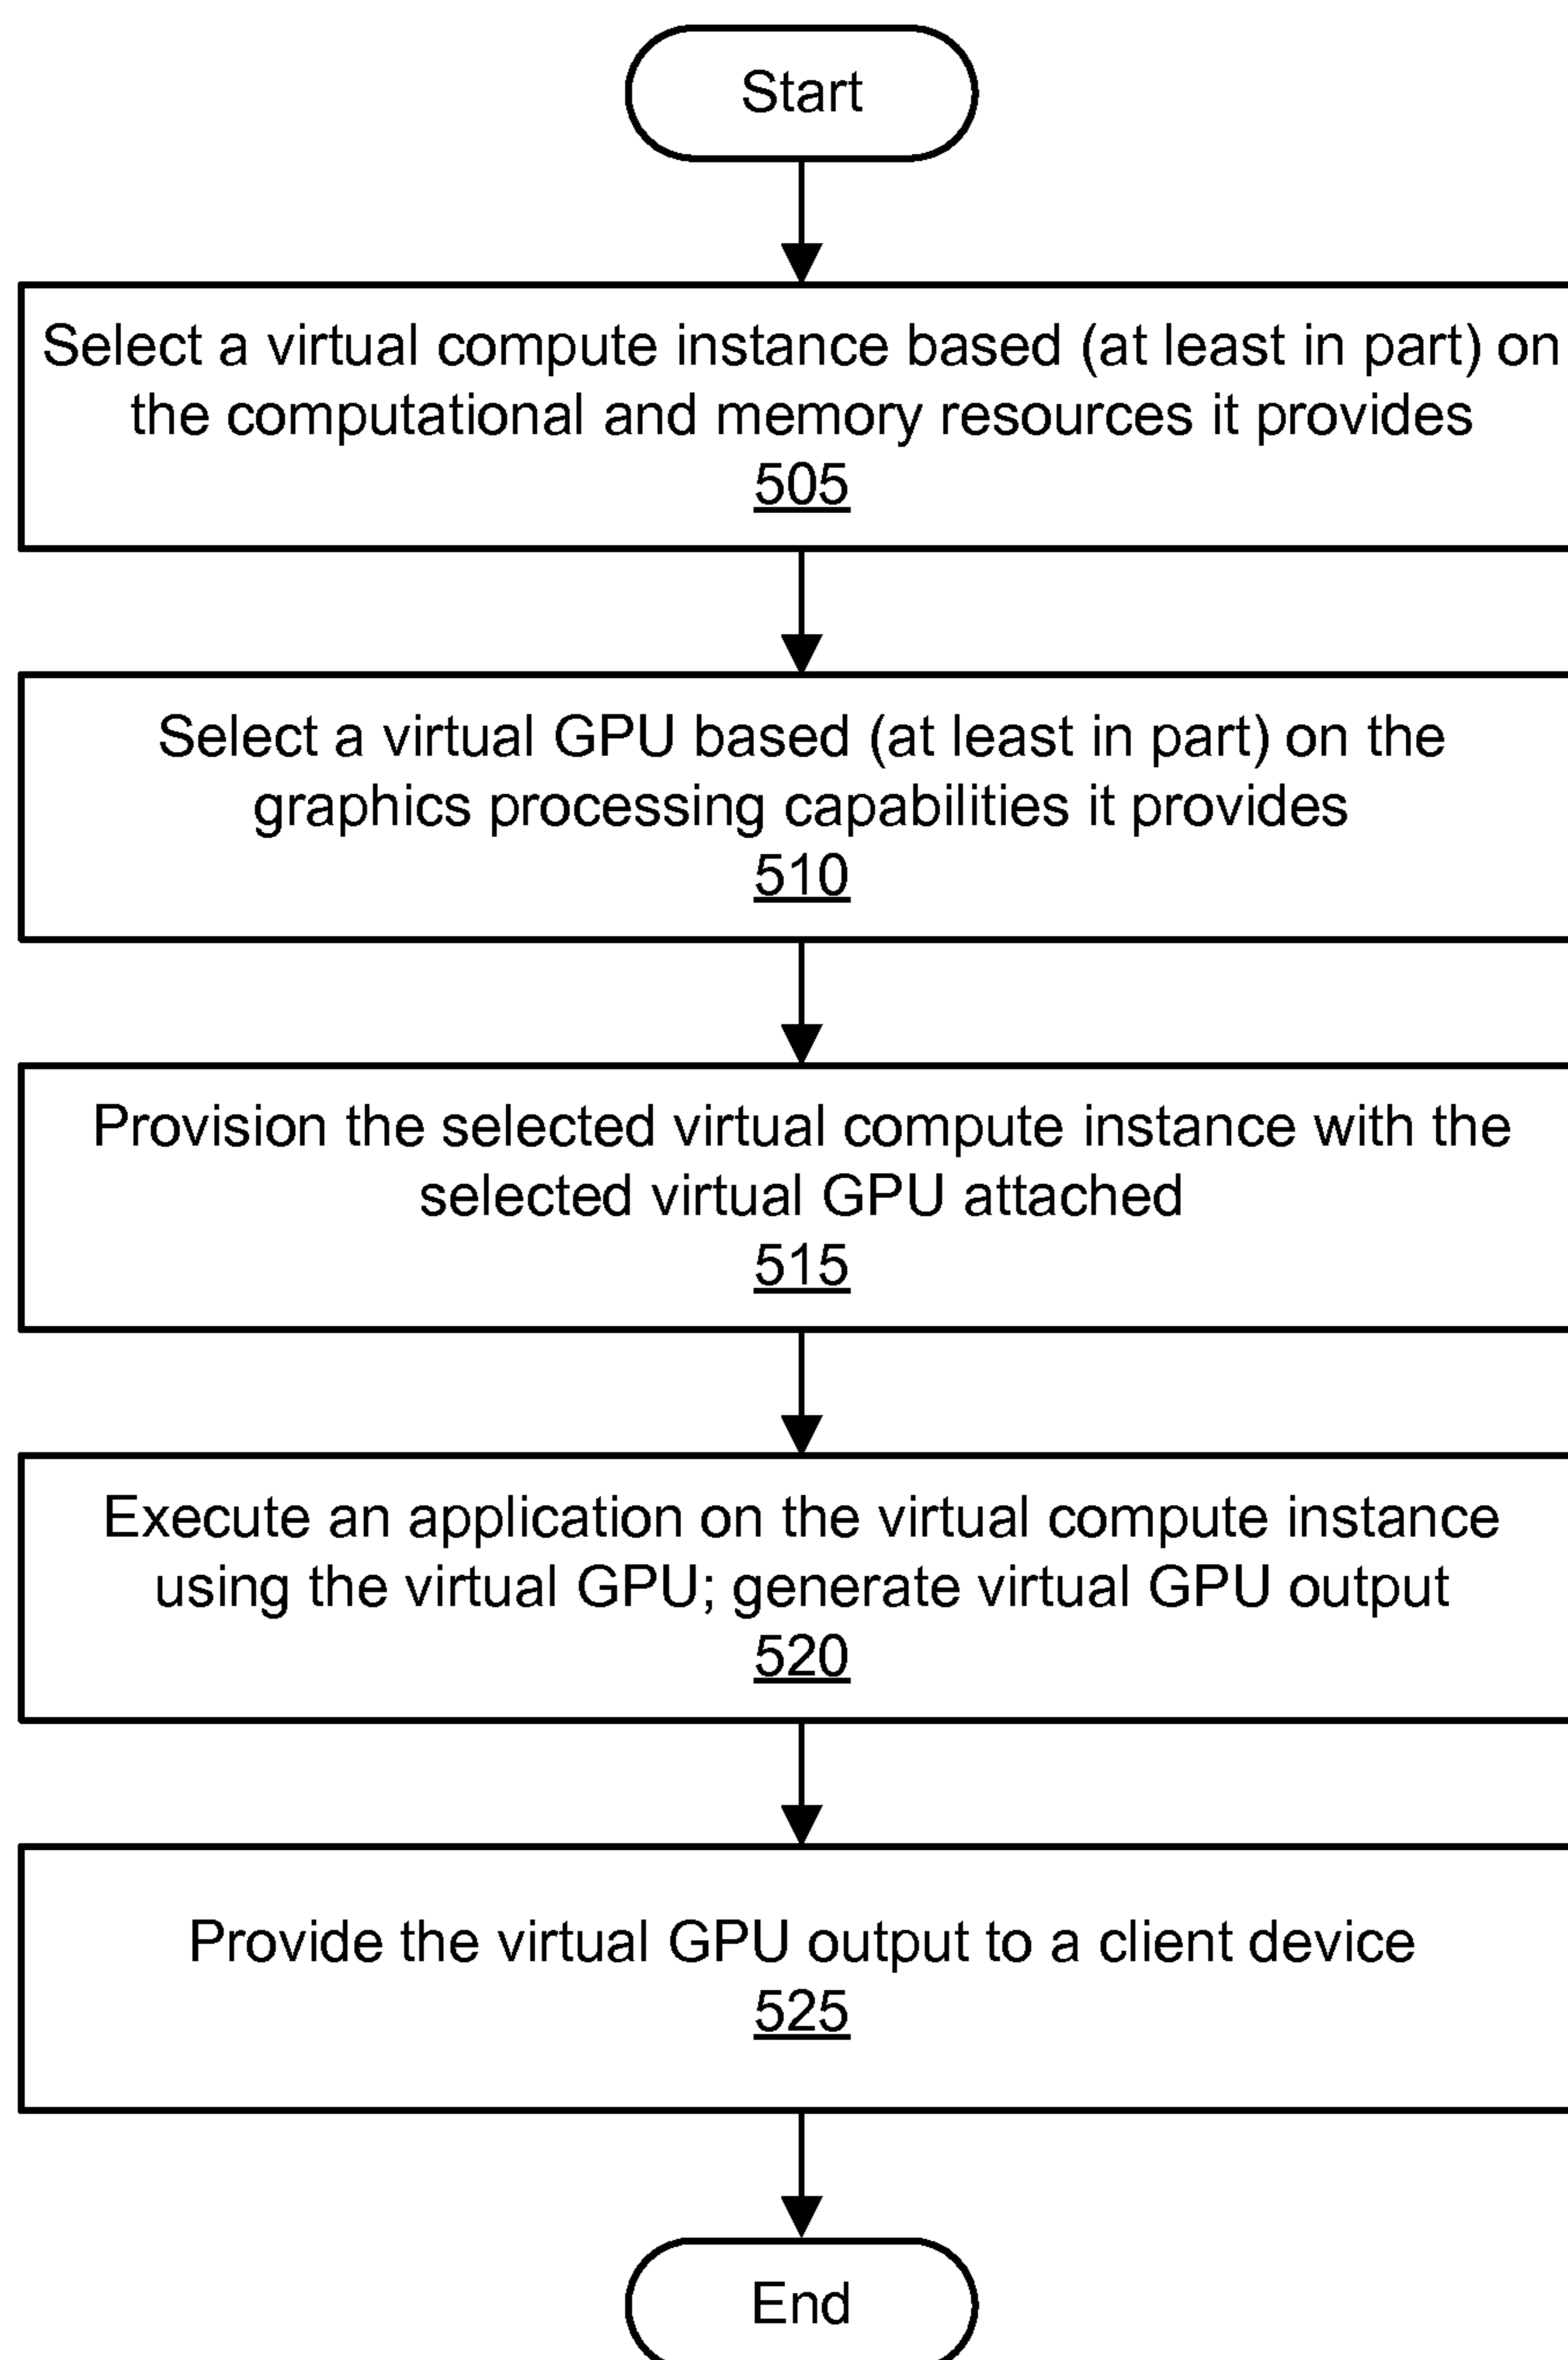 Start
Select a virtual compute instance based (at least in part) on
the computational and memory resources it provides
505
Select a virtual GPU based (at least in part) on the
graphics processing capabilities it provides
510
Provision the selected virtual compute instance with the
selected virtual GPU attached
515
Execute an application on the virtual compute instance
using the virtual GPU; generate virtual GPU output
520
Provide the virtual GPU output to a client device
525
End